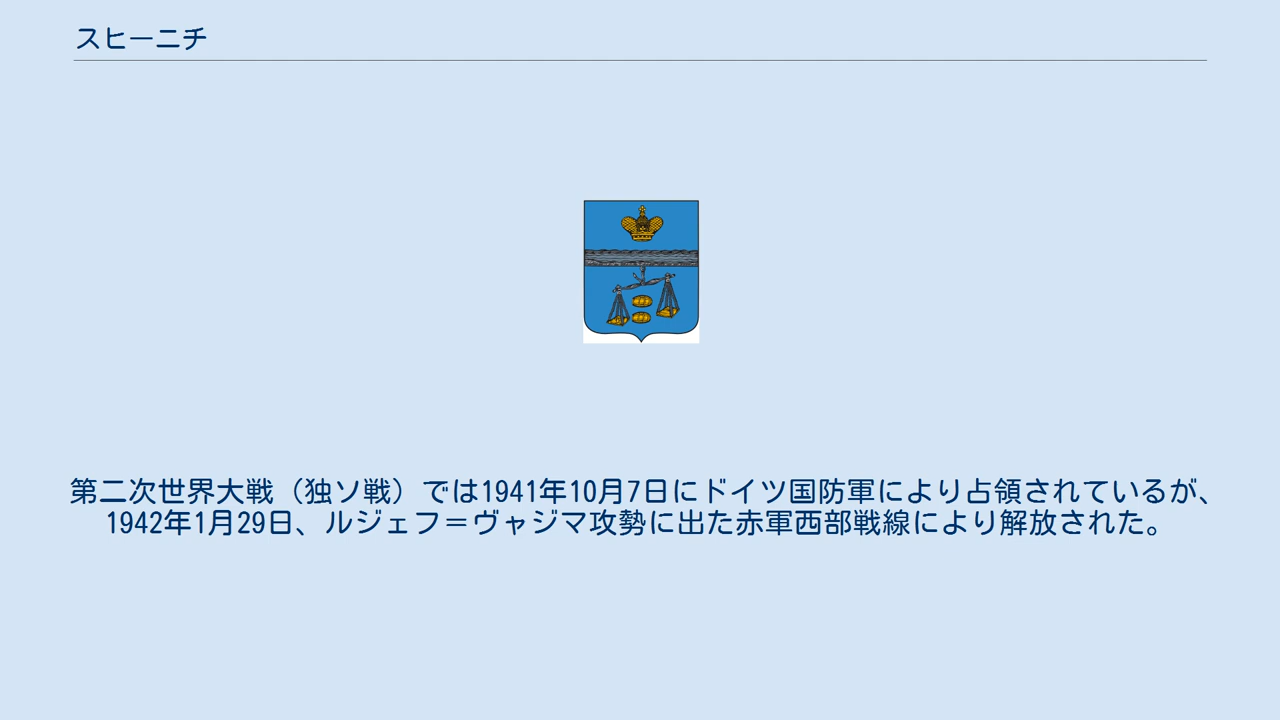 スヒーニチ
第二次世界大戦（独ソ戦）では1941年10月7日にドイツ国防軍により占領されているが、
1942年1月29日、ルジェフ＝ヴャジマ攻勢に出た赤軍西部戦線により解放された。